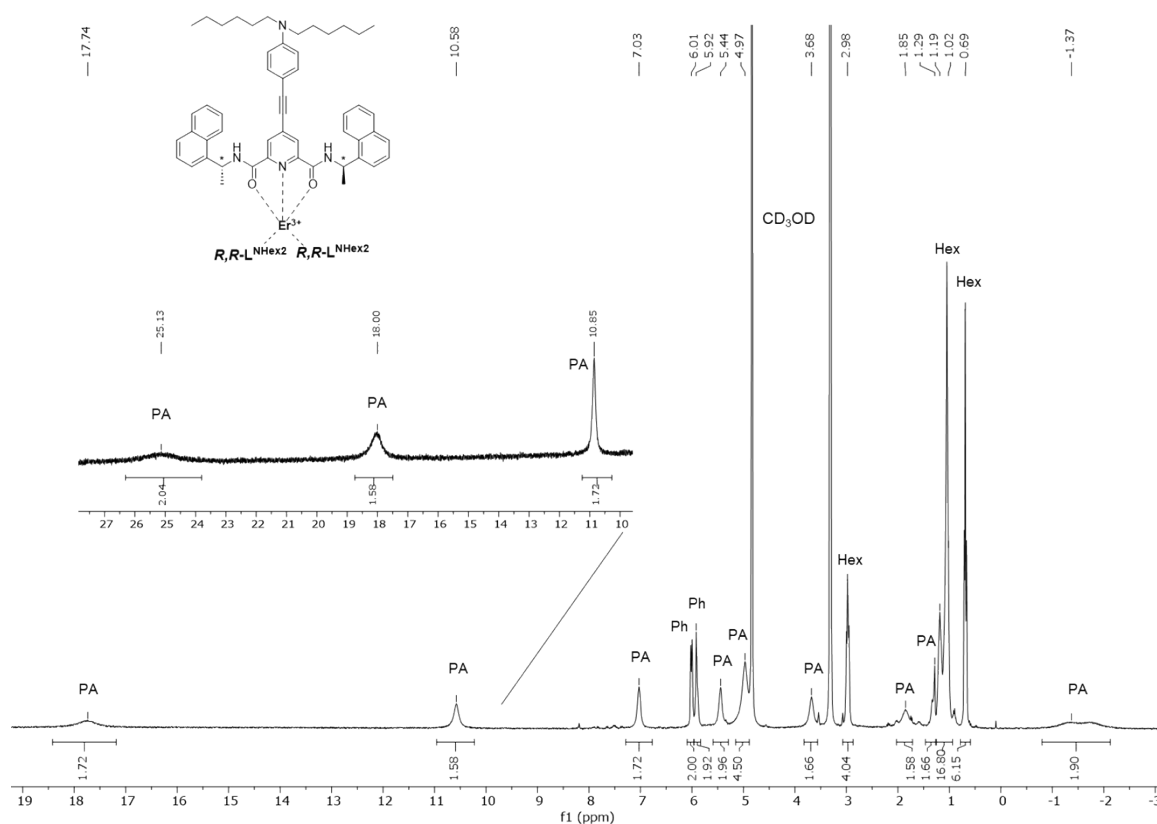 17.74
10.58
7.03
6.01
5.92
5.44
4.97
3.68
2.98
1.85
1.29
1.19
1.02
0.69
-1.37
N
H
N
O
N
O
H
N
*
*
Er3+
R,R-LNHex2 R,R-LNHex2
CD3OD
25.13
18.00
10.85
PA
PA
PA
2.04
1.58
1.72
27 26 25 24 23 22 21 20 19 18 17 16 15 14 13 12 11 10
PA
PA
PA
Ph
Ph
PA
PA
PA
Hex
PA
PA
Hex
Hex
PA
1.72
1.58
1.72
2.00
1.92
1.96
4.50
1.66
4.04
1.58
1.66
16.80
6.15
1.90
19 18 17 16 15 14 13 12 11 10 9 8 7 6 5 4 3 2 1 0 -1 -2 -3
f1 (ppm)